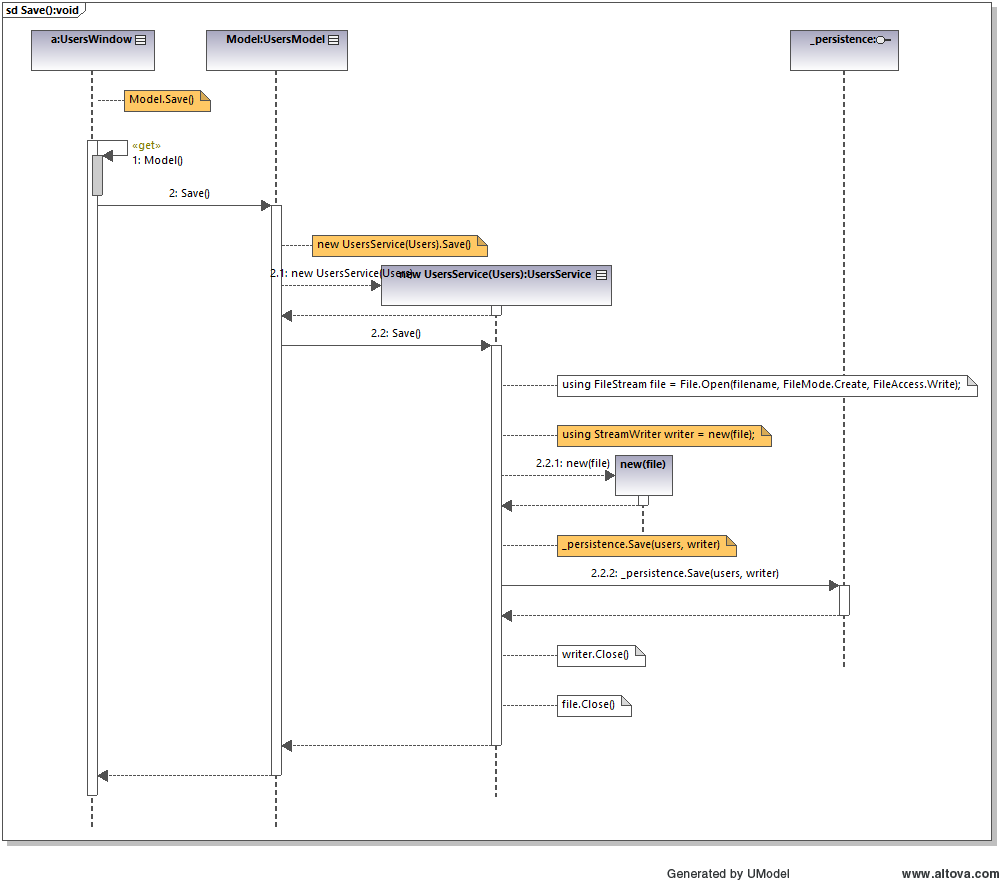 sd Save():void
a:UsersWindow
Model:UsersModel
_persistence:
Model.Save()
«get»
1: Model()
2: Save()
new UsersService(Users).Save()
2.1: new UsersService(Users)
new UsersService(Users):UsersService
2.2: Save()
using FileStream file = File.Open(filename, FileMode.Create, FileAccess.Write);
using StreamWriter writer = new(file);
2.2.1: new(file)
new(file)
_persistence.Save(users, writer)
2.2.2: _persistence.Save(users, writer)
writer.Close()
file.Close()
Generated by UModel
www.altova.com